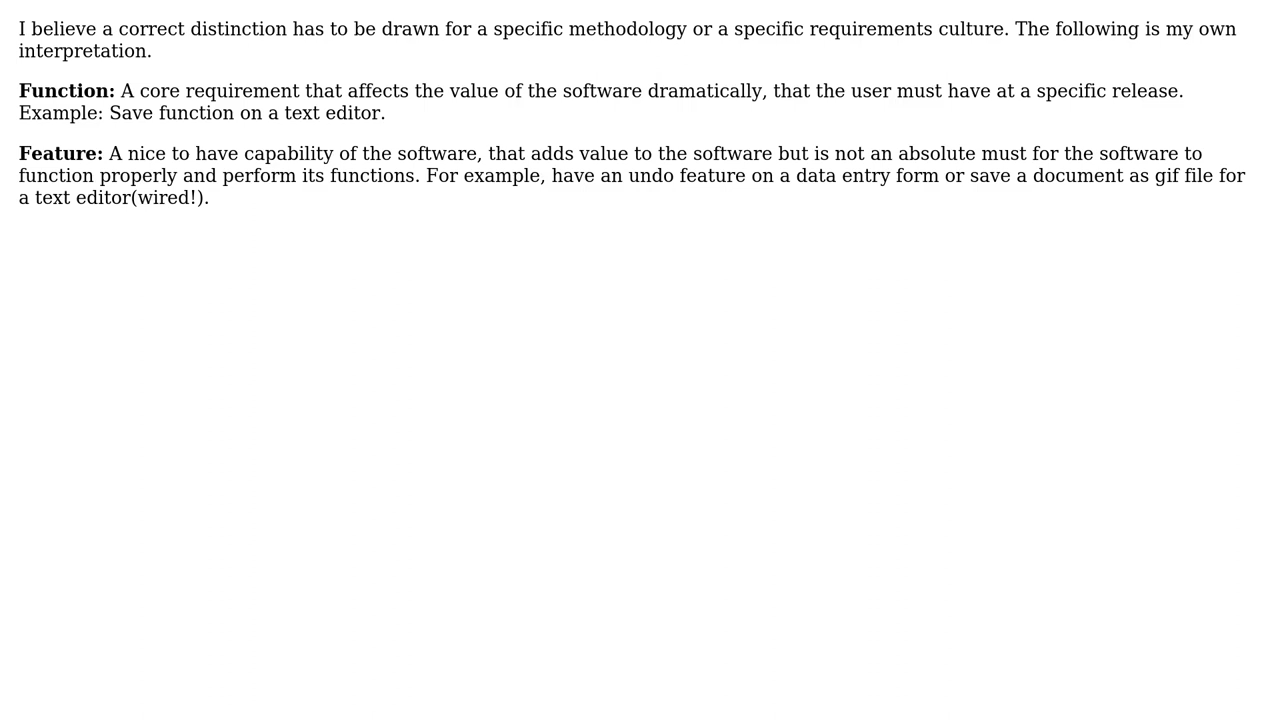 I believe a correct distinction has to be drawn for a specific methodology or a specific requirements culture. The following is my own
interpretation.
Function: A core requirement that affects the value of the software dramatically, that the user must have at a specific release.
Example: Save function on a text editor.
Feature: A nice to have capability of the software, that adds value to the software but is not an absolute must for the software to
function properly and perform its functions. For example, have an undo feature on a data entry form or save a document as gif file for
a text editor(wired!).